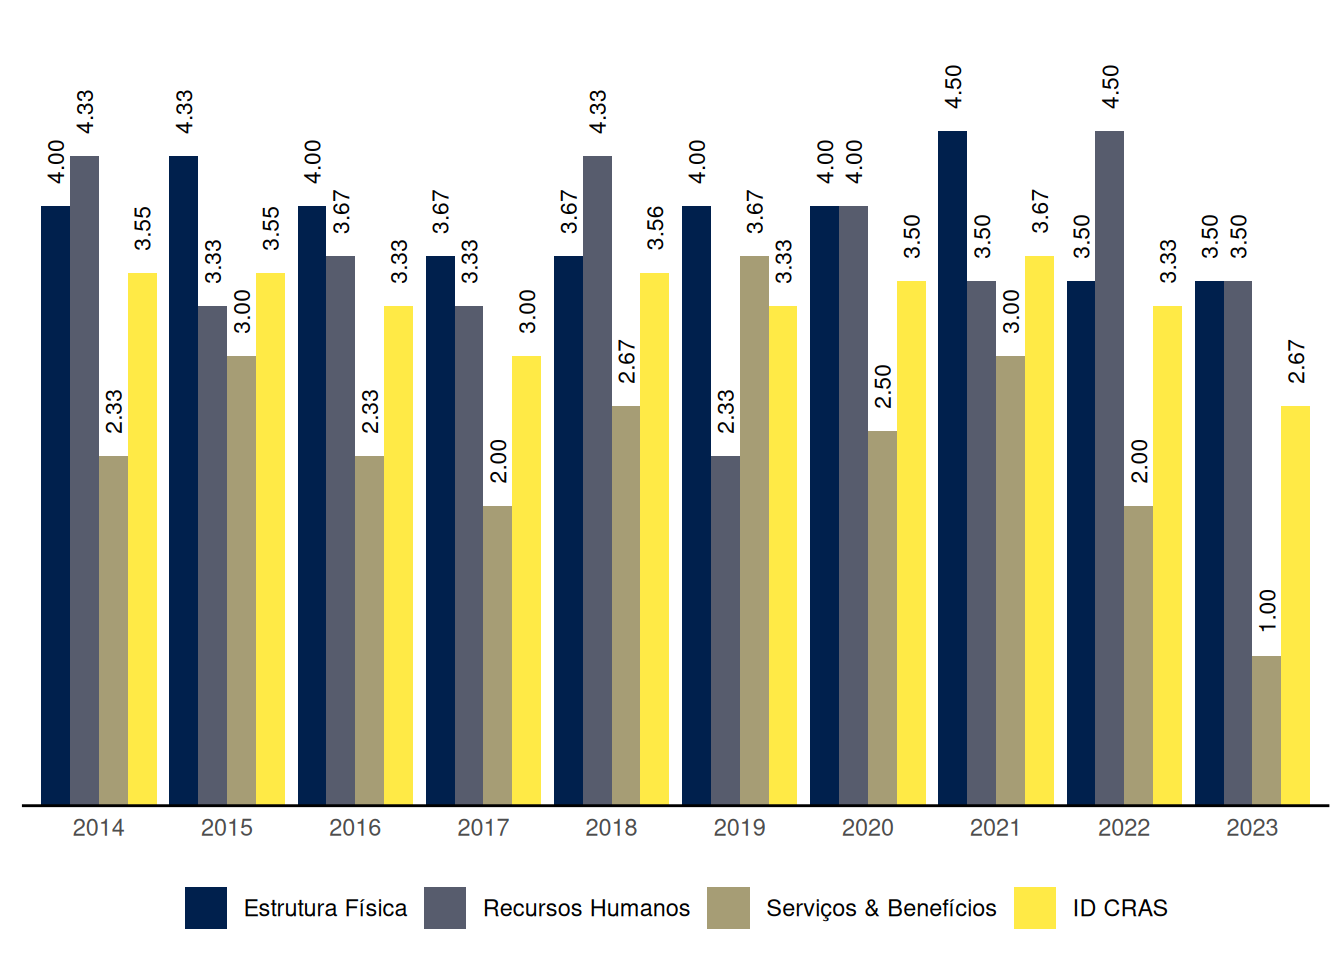 4.00 4.33 2.33 3.55 4.33 3.33 3.00 3.55 4.00 3.67 2.33 3.33 3.67 3.33 2.00 3.00 3.67 4.33 2.67 3.56 4.00 2.33 3.67 3.33 4.00 4.00 2.50 3.50 4.50 3.50 3.00 3.67 3.50 4.50 2.00 3.33 3.50 3.50 1.00 2.67
2014 2015 2016 2017 2018 2019 2020 2021 2022 2023
Estrutura Física Recursos Humanos Serviços & Benefícios ID CRAS